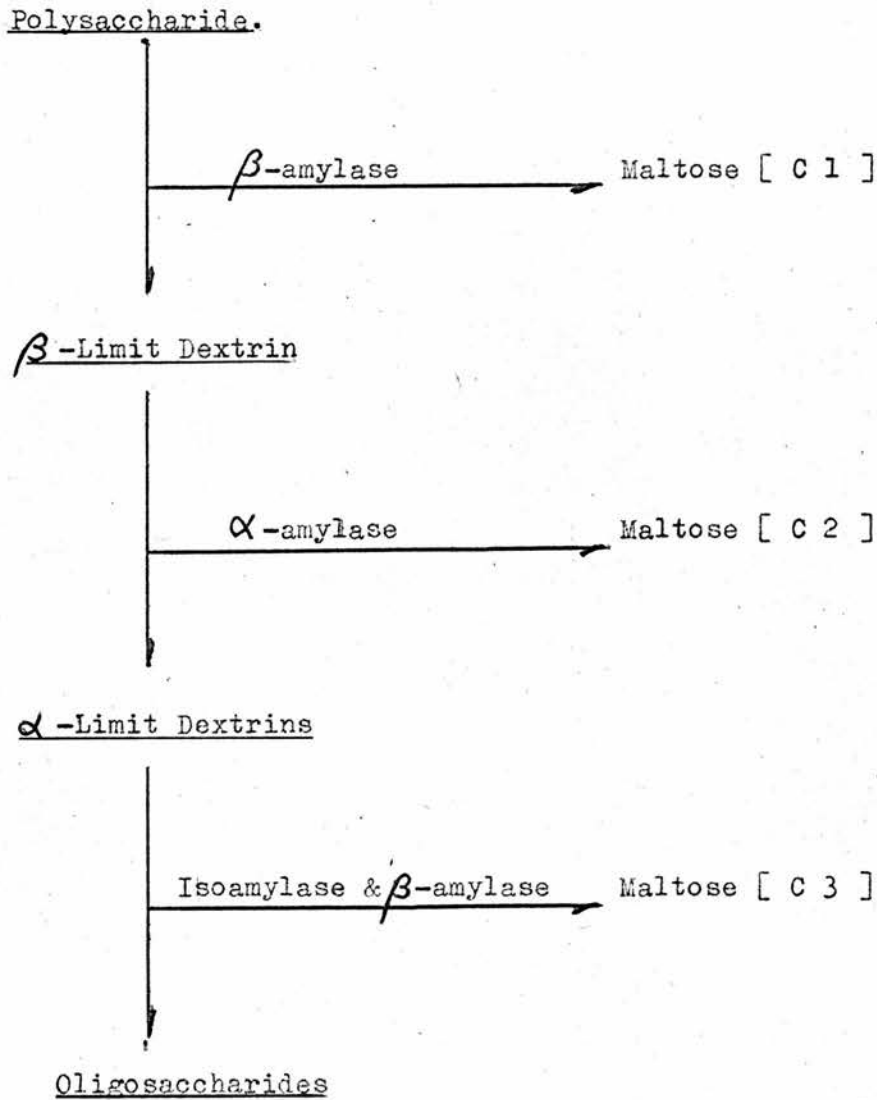 Polysaccharide.
β-amylase Maltose [ C 1 ]
β-Limit Dextrin
α-amylase Maltose [ C 2 ]
α-Limit Dextrins
Isoamylase & β-amylase Maltose [ C 3 ]
Oligosaccharides